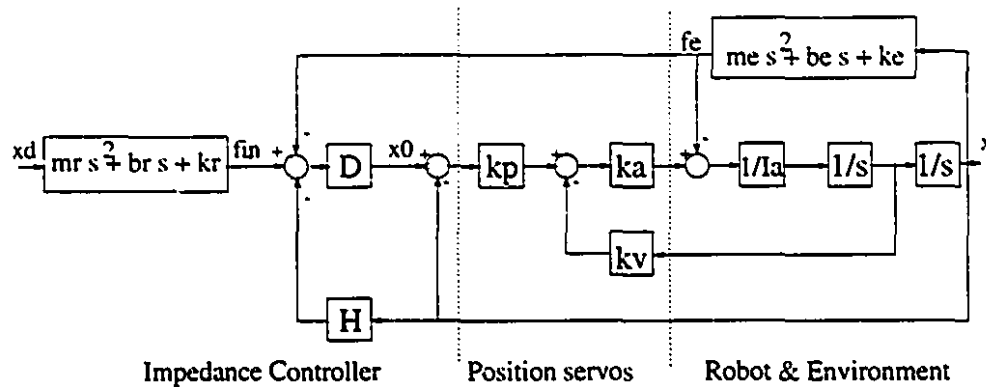 fe
me s² + be s + ke
xd
mr s² + br s + kr
fin
+
-
-
D
x0
+
-
kp
+
-
ka
+
-
1/Ia
1/s
1/s
x
kv
H
Impedance Controller
Position servos
Robot & Environment